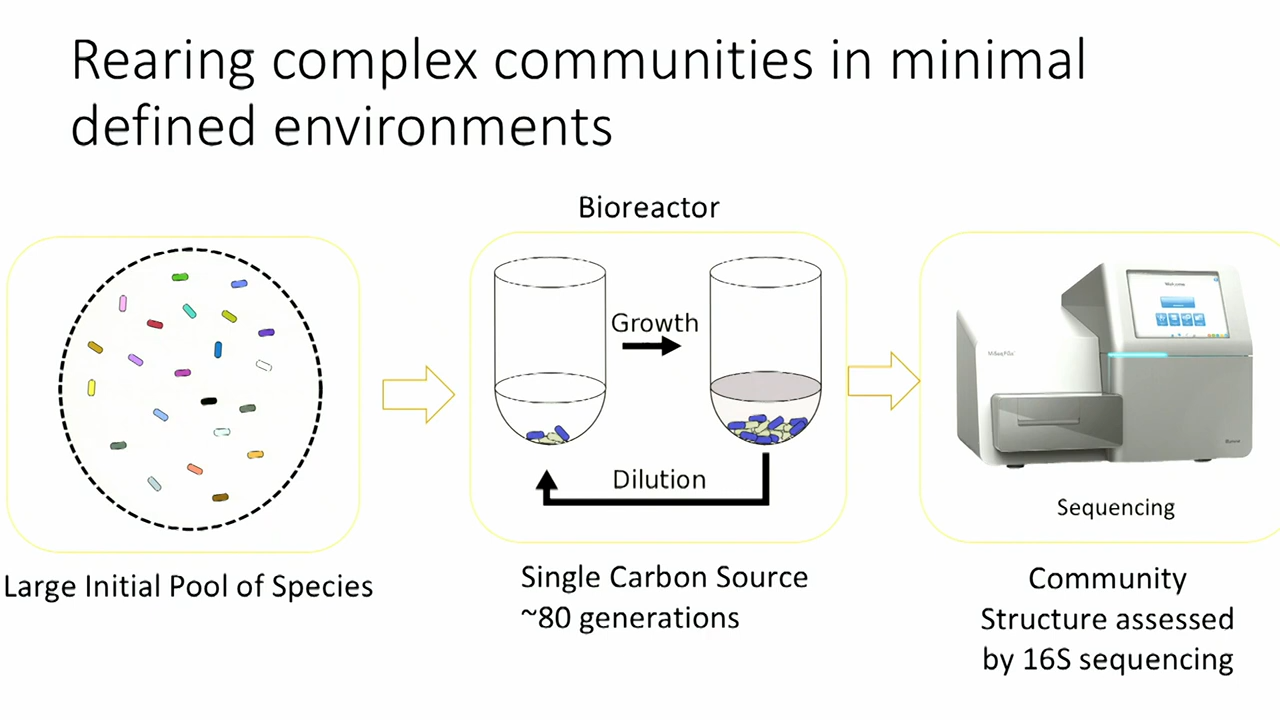 Rearing complex communities in minimal
defined environments
Bioreactor
Growth
Dilution
Welcome
Sequencing
Large Initial Pool of Species
Single Carbon Source
~80 generations
Community
Structure assessed
by 16S sequencing